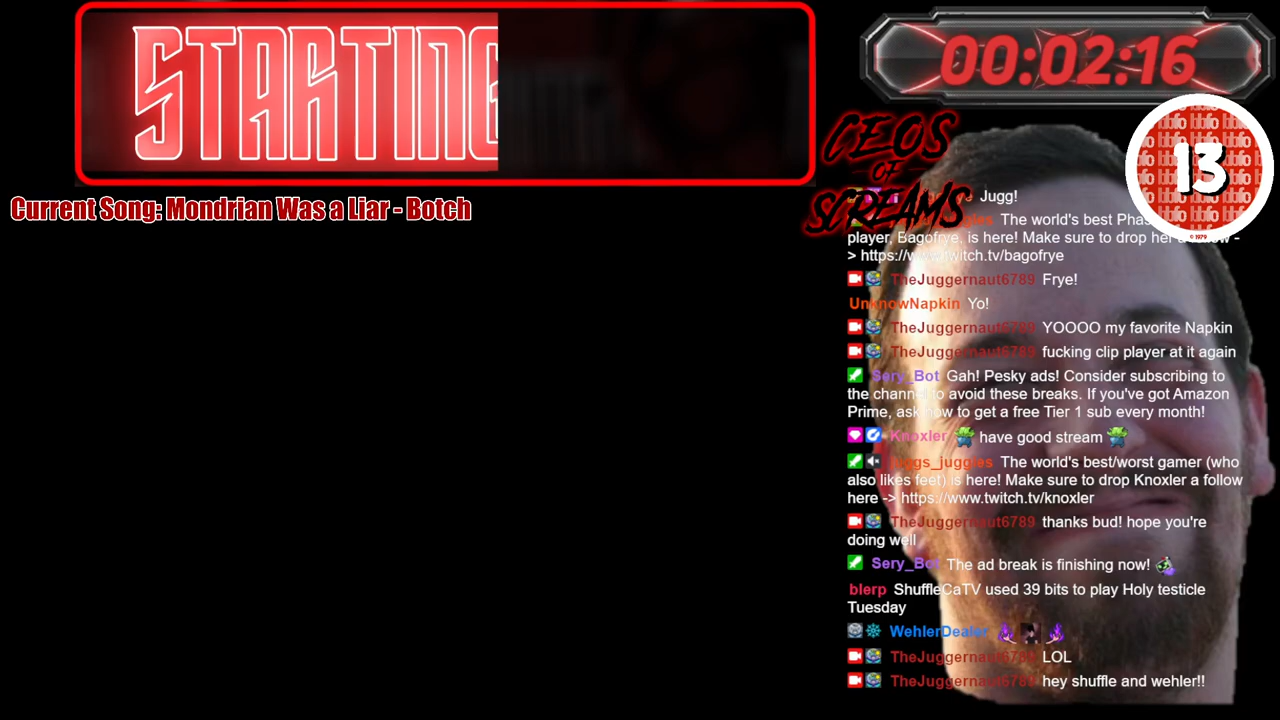 STARTING
00:02:16
CEOS
OF
SCREAMS
13
© 1979
Current Song: Mondrian Was a Liar - Botch
Jugg!
The world's best
player, Bagofrye, is here! Make sure to drop her a follow -
> https://www.twitch.tv/bagofrye
TheJuggernaut6789 Frye!
UnknowNapkin Yo!
TheJuggernaut6789 YOOOO my favorite Napkin
TheJuggernaut6789 fucking clip player at it again
Sery_Bot Gah! Pesky ads! Consider subscribing to
the channel to avoid these breaks. If you've got Amazon
Prime, ask how to get a free Tier 1 sub every month!
Knoxler have good stream
juggs_juggies The world's best/worst gamer (who
also likes feet) is here! Make sure to drop Knoxler a follow
here -> https://www.twitch.tv/knoxler
TheJuggernaut6789 thanks bud! hope you're
doing well
Sery_Bot The ad break is finishing now!
blerp ShuffleCaTV used 39 bits to play Holy testicle
Tuesday
WehlerDealer
TheJuggernaut6789 LOL
TheJuggernaut6789 hey shuffle and wehler!!